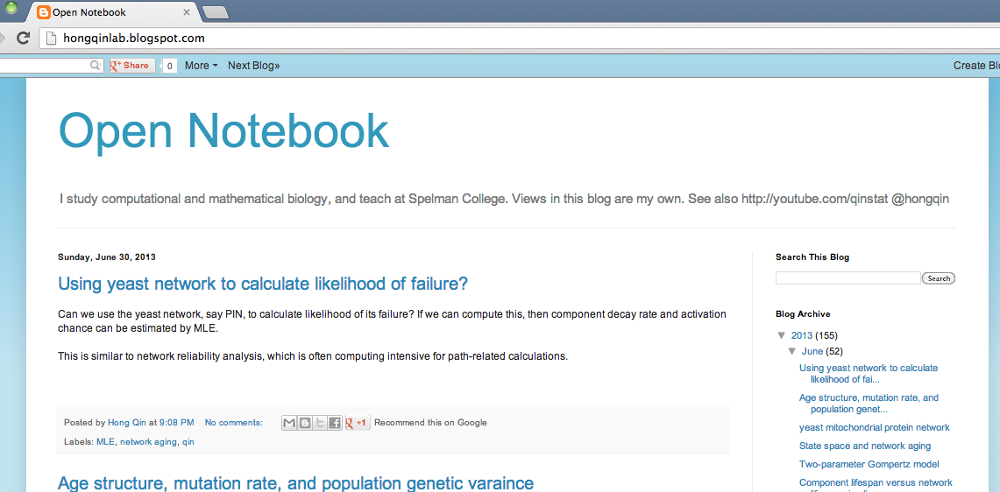 Open Notebook
hongqinlab.blogspot.com
Share 0 More Next Blog» Create Blo
Open Notebook
I study computational and mathematical biology, and teach at Spelman College. Views in this blog are my own. See also http://youtube.com/qinstat @hongqin
Sunday, June 30, 2013
Using yeast network to calculate likelihood of failure?
Can we use the yeast network, say PIN, to calculate likelihood of its failure? If we can compute this, then component decay rate and activation
chance can be estimated by MLE.
This is similar to network reliability analysis, which is often computing intensive for path-related calculations.
Posted by Hong Qin at 9:08 PM No comments: +1 Recommend this on Google
Labels: MLE, network aging, qin
Age structure, mutation rate, and population genetic varaince
Search This Blog
Search
Blog Archive
▼ 2013 (155)
▼ June (52)
Using yeast network to calculate
likelihood of fai...
Age structure, mutation rate, and
population genet...
yeast mitochondrial protein network
State space and network aging
Two-parameter Gompertz model
Component lifespan versus network